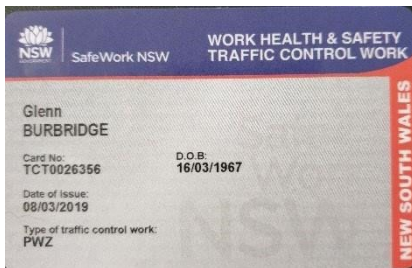 NSW
GOVERNMENT
SafeWork NSW
WORK HEALTH & SAFETY
TRAFFIC CONTROL WORK
Glenn
BURBRIDGE
Card No:
TCT0026356
D.O.B:
16/03/1967
Date of Issue:
08/03/2019
Type of traffic control work:
PWZ
NEW SOUTH WALES